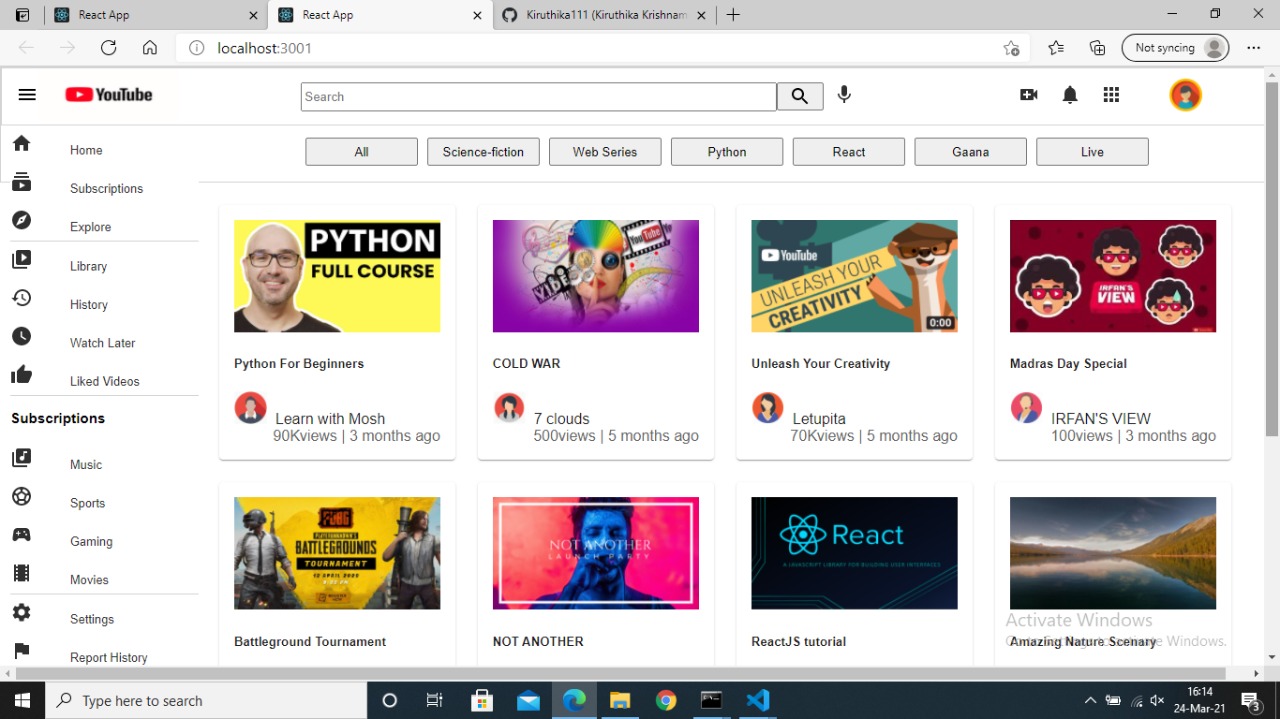 React App
React App
Kiruthika111 (Kiruthika Krishnam
localhost:3001
Not syncing
YouTube
Search
All
Science-fiction
Web Series
Python
React
Gaana
Live
Home
Subscriptions
Explore
Library
History
Watch Later
Liked Videos
Subscriptions
Music
Sports
Gaming
Movies
Settings
Report History
PYTHON
FULL COURSE
Python For Beginners
Learn with Mosh
90Kviews | 3 months ago
YouTube
COLD WAR
7 clouds
500views | 5 months ago
YouTube
UNLEASH YOUR
CREATIVITY
0:00
Unleash Your Creativity
Letupita
70Kviews | 5 months ago
IRFAN'S
VIEW
Madras Day Special
IRFAN'S VIEW
100views | 3 months ago
PUBG
BATTLEGROUNDS
TOURNAMENT
Battleground Tournament
NOT ANOTHER
LAUNCH PARTY
NOT ANOTHER
React
A JAVASCRIPT LIBRARY FOR BUILDING USER INTERFACES
ReactJS tutorial
Activate Windows
Go to Settings to activate Windows.
Type here to search
16:14
24-Mar-21
3